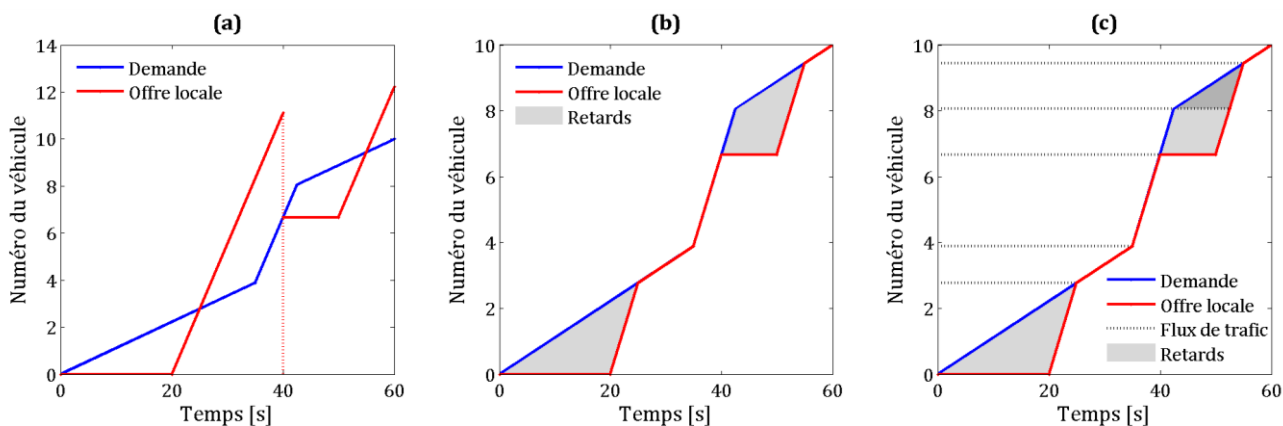 (a)
14
12
10
8
6
4
2
0
0
20
40
60
Numéro du véhicule
Temps [s]
Demande
Offre locale
(b)
10
8
6
4
2
0
0
20
40
60
Numéro du véhicule
Temps [s]
Demande
Offre locale
Retards
(c)
10
8
6
4
2
0
0
20
40
60
Numéro du véhicule
Temps [s]
Demande
Offre locale
Flux de trafic
Retards